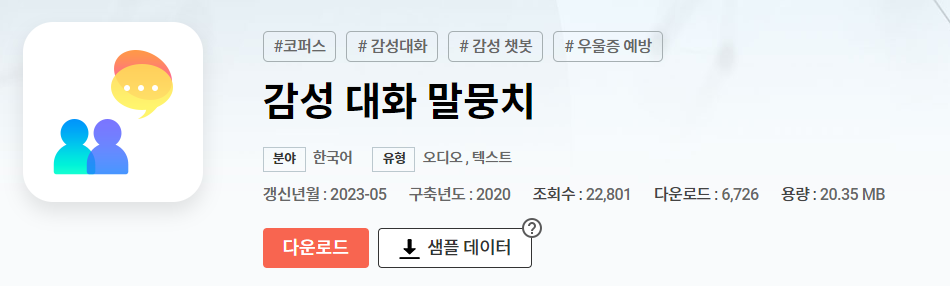 #코퍼스 # 감성대화 # 감성 챗봇 # 우울증 예방
감성 대화 말뭉치
분야 한국어 유형 오디오 , 텍스트
갱신년월 : 2023-05 구축년도 : 2020 조회수 : 22,801 다운로드 : 6,726 용량 : 20.35 MB
다운로드 샘플 데이터 ?